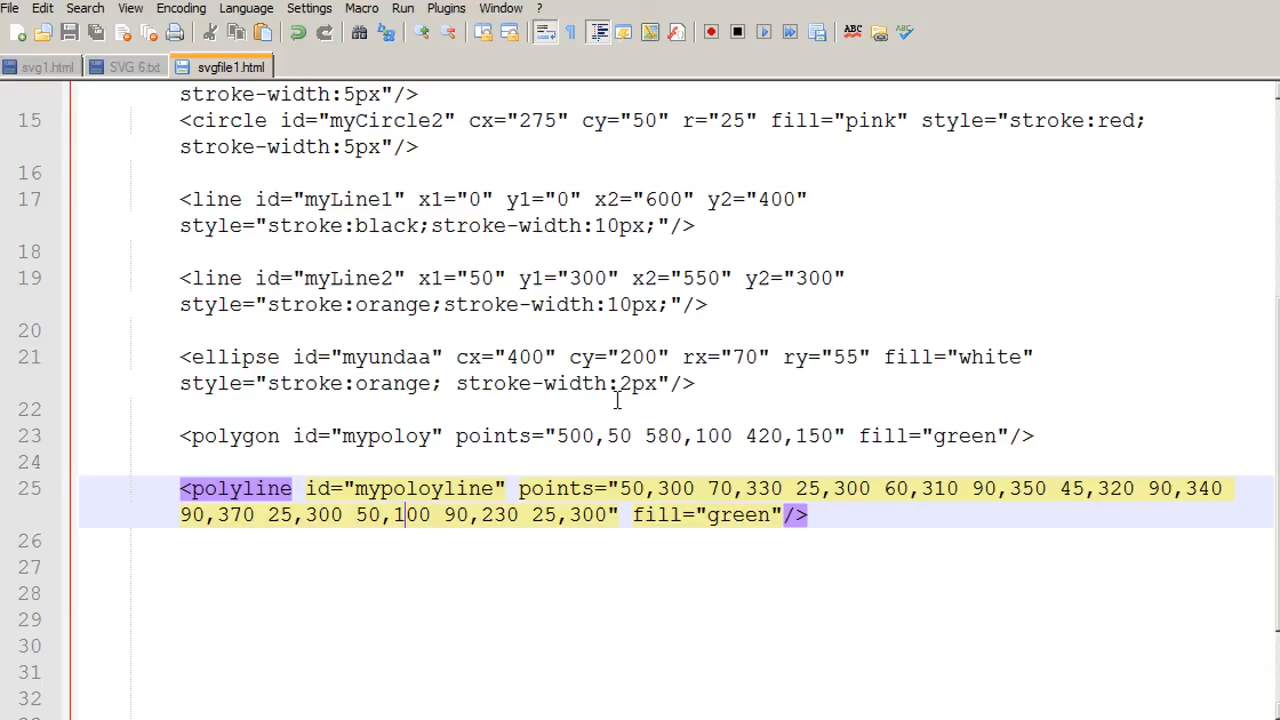 File Edit Search View Encoding Language Settings Macro Run Plugins Window ?
ABC
svg1.html SVG 6.txt svgfile1.html
stroke-width:5px"/>
15 <circle id="myCircle2" cx="275" cy="50" r="25" fill="pink" style="stroke:red;
stroke-width:5px"/>
16
17 <line id="myLine1" x1="0" y1="0" x2="600" y2="400"
style="stroke:black;stroke-width:10px;"/>
18
19 <line id="myLine2" x1="50" y1="300" x2="550" y2="300"
style="stroke:orange;stroke-width:10px;"/>
20
21 <ellipse id="myundaa" cx="400" cy="200" rx="70" ry="55" fill="white"
style="stroke:orange; stroke-width:2px"/>
22
23 <polygon id="mypoloy" points="500,50 580,100 420,150" fill="green"/>
24
25 <polyline id="mypoloyline" points="50,300 70,330 25,300 60,310 90,350 45,320 90,340
90,370 25,300 50,100 90,230 25,300" fill="green"/>
26
27
28
29
30
31
32